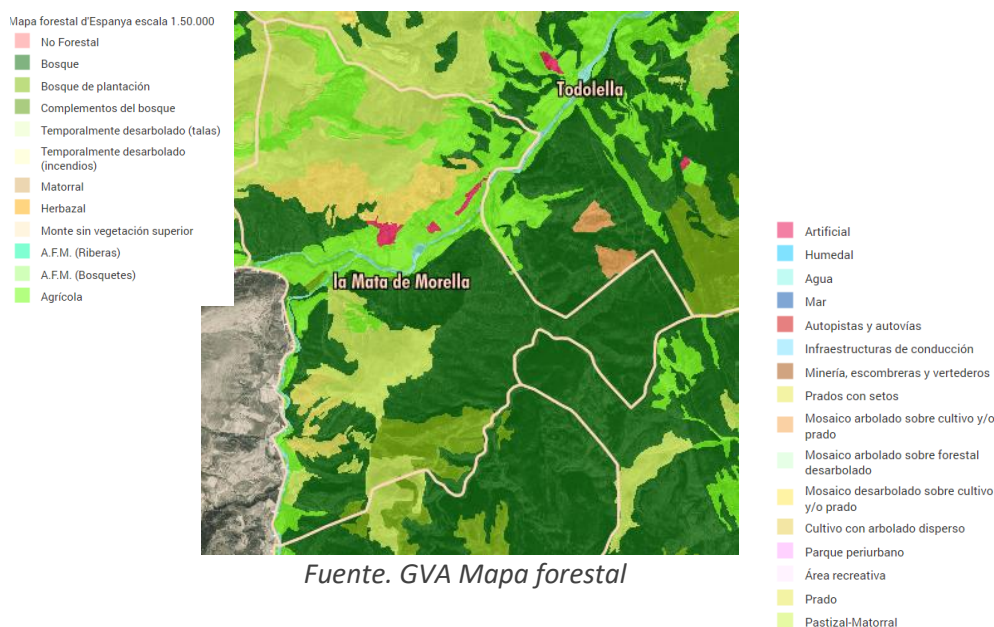 Mapa forestal d'Espanya escala 1.50.000
No Forestal
Bosque
Bosque de plantación
Complementos del bosque
Temporalmente desarbolado (talas)
Temporalmente desarbolado
(incendios)
Matorral
Herbazal
Monte sin vegetación superior
A.F.M. (Riberas)
A.F.M. (Bosquetes)
Agrícola
Todolella
la Mata de Morella
Artificial
Humedal
Agua
Mar
Autopistas y autovías
Infraestructuras de conducción
Minería, escombreras y vertederos
Prados con setos
Mosaico arbolado sobre cultivo y/o
prado
Mosaico arbolado sobre forestal
desarbolado
Mosaico desarbolado sobre cultivo
y/o prado
Cultivo con arbolado disperso
Parque periurbano
Área recreativa
Prado
Pastizal-Matorral
Fuente. GVA Mapa forestal